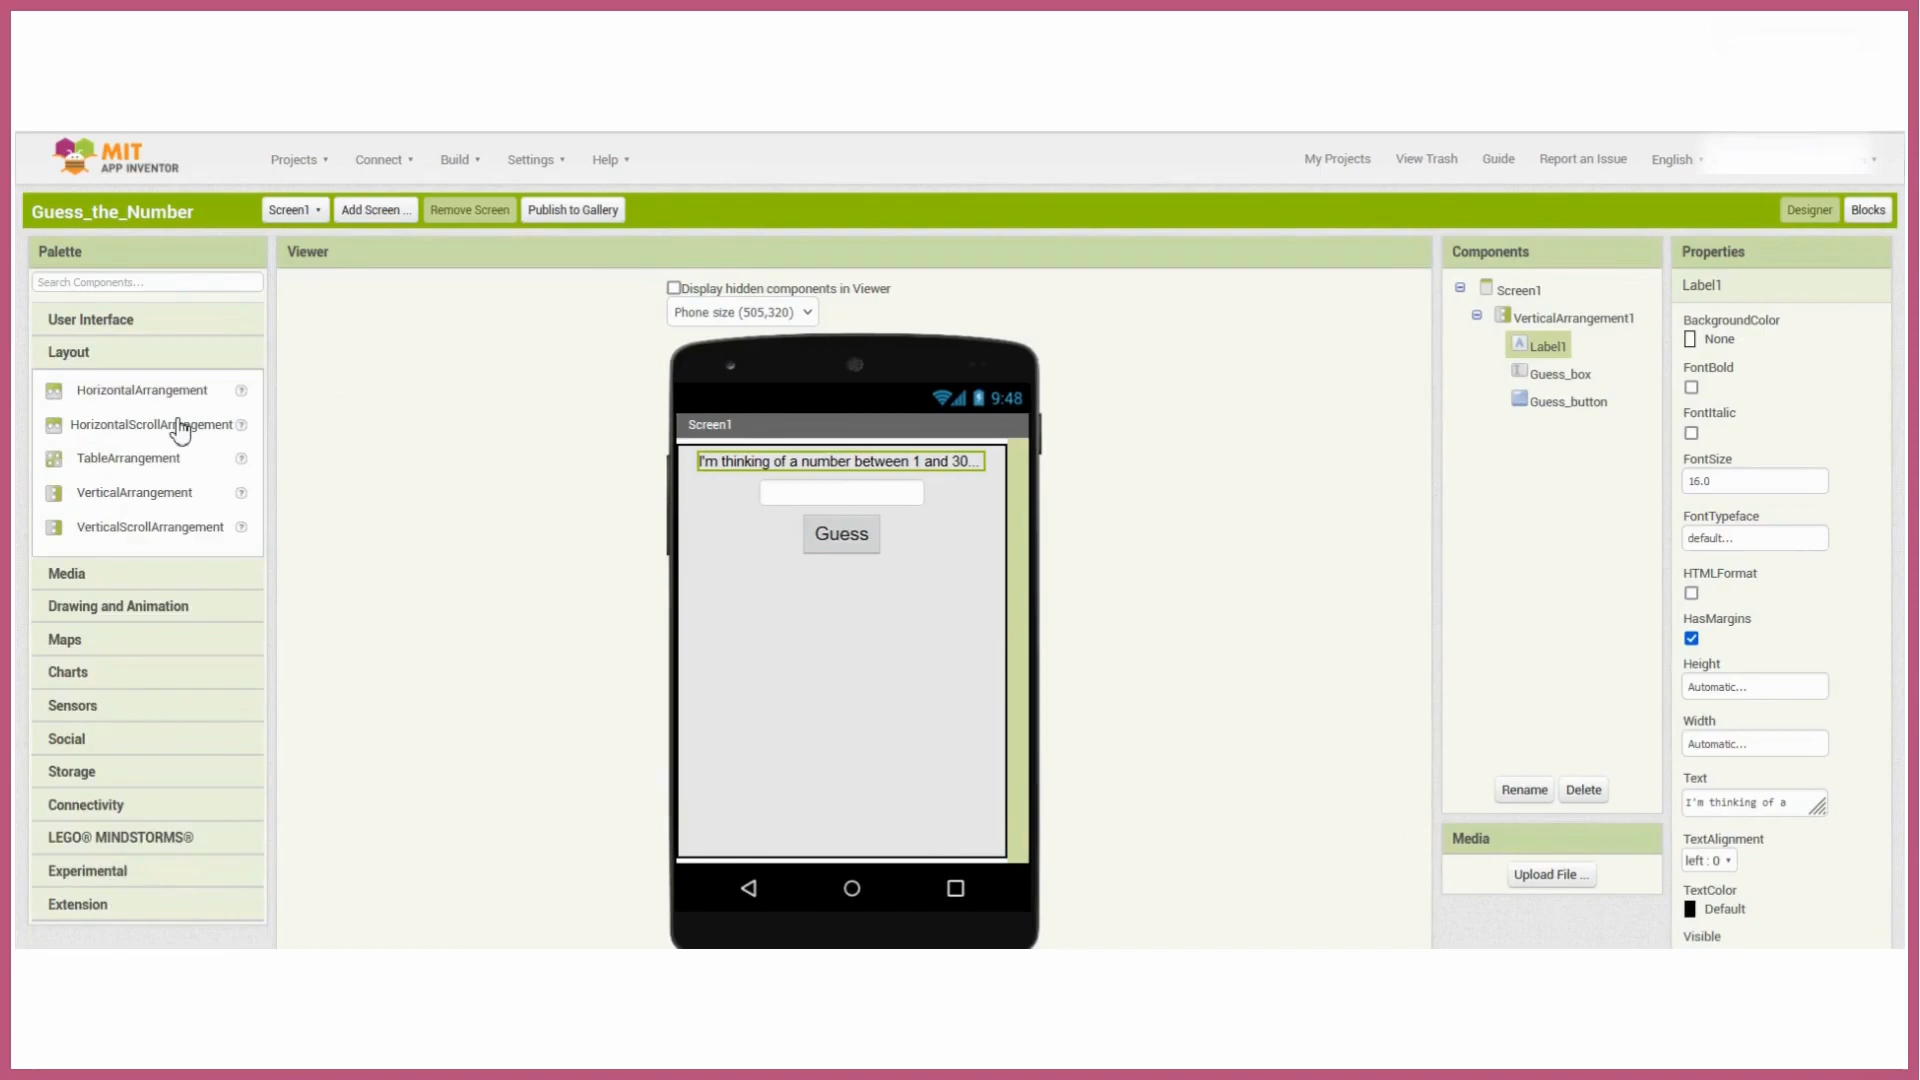 MIT
APP INVENTOR
Projects
Connect
Build
Settings
Help
My Projects
View Trash
Guide
Report an Issue
English
Guess_the_Number
Screen1
Add Screen ...
Remove Screen
Publish to Gallery
Designer
Blocks
Palette
Search Components...
User Interface
Layout
HorizontalArrangement
HorizontalScrollArrangement
TableArrangement
VerticalArrangement
VerticalScrollArrangement
Media
Drawing and Animation
Maps
Charts
Sensors
Social
Storage
Connectivity
LEGO® MINDSTORMS®
Experimental
Extension
Viewer
Display hidden components in Viewer
Phone size (505,320)
9:48
Screen1
I'm thinking of a number between 1 and 30...
Guess
Components
Screen1
VerticalArrangement1
Label1
Guess_box
Guess_button
Rename
Delete
Media
Upload File ...
Properties
Label1
BackgroundColor
None
FontBold
FontItalic
FontSize
16.0
FontTypeface
default...
HTMLFormat
HasMargins
Height
Automatic...
Width
Automatic...
Text
I'm thinking of a
TextAlignment
left : 0
TextColor
Default
Visible